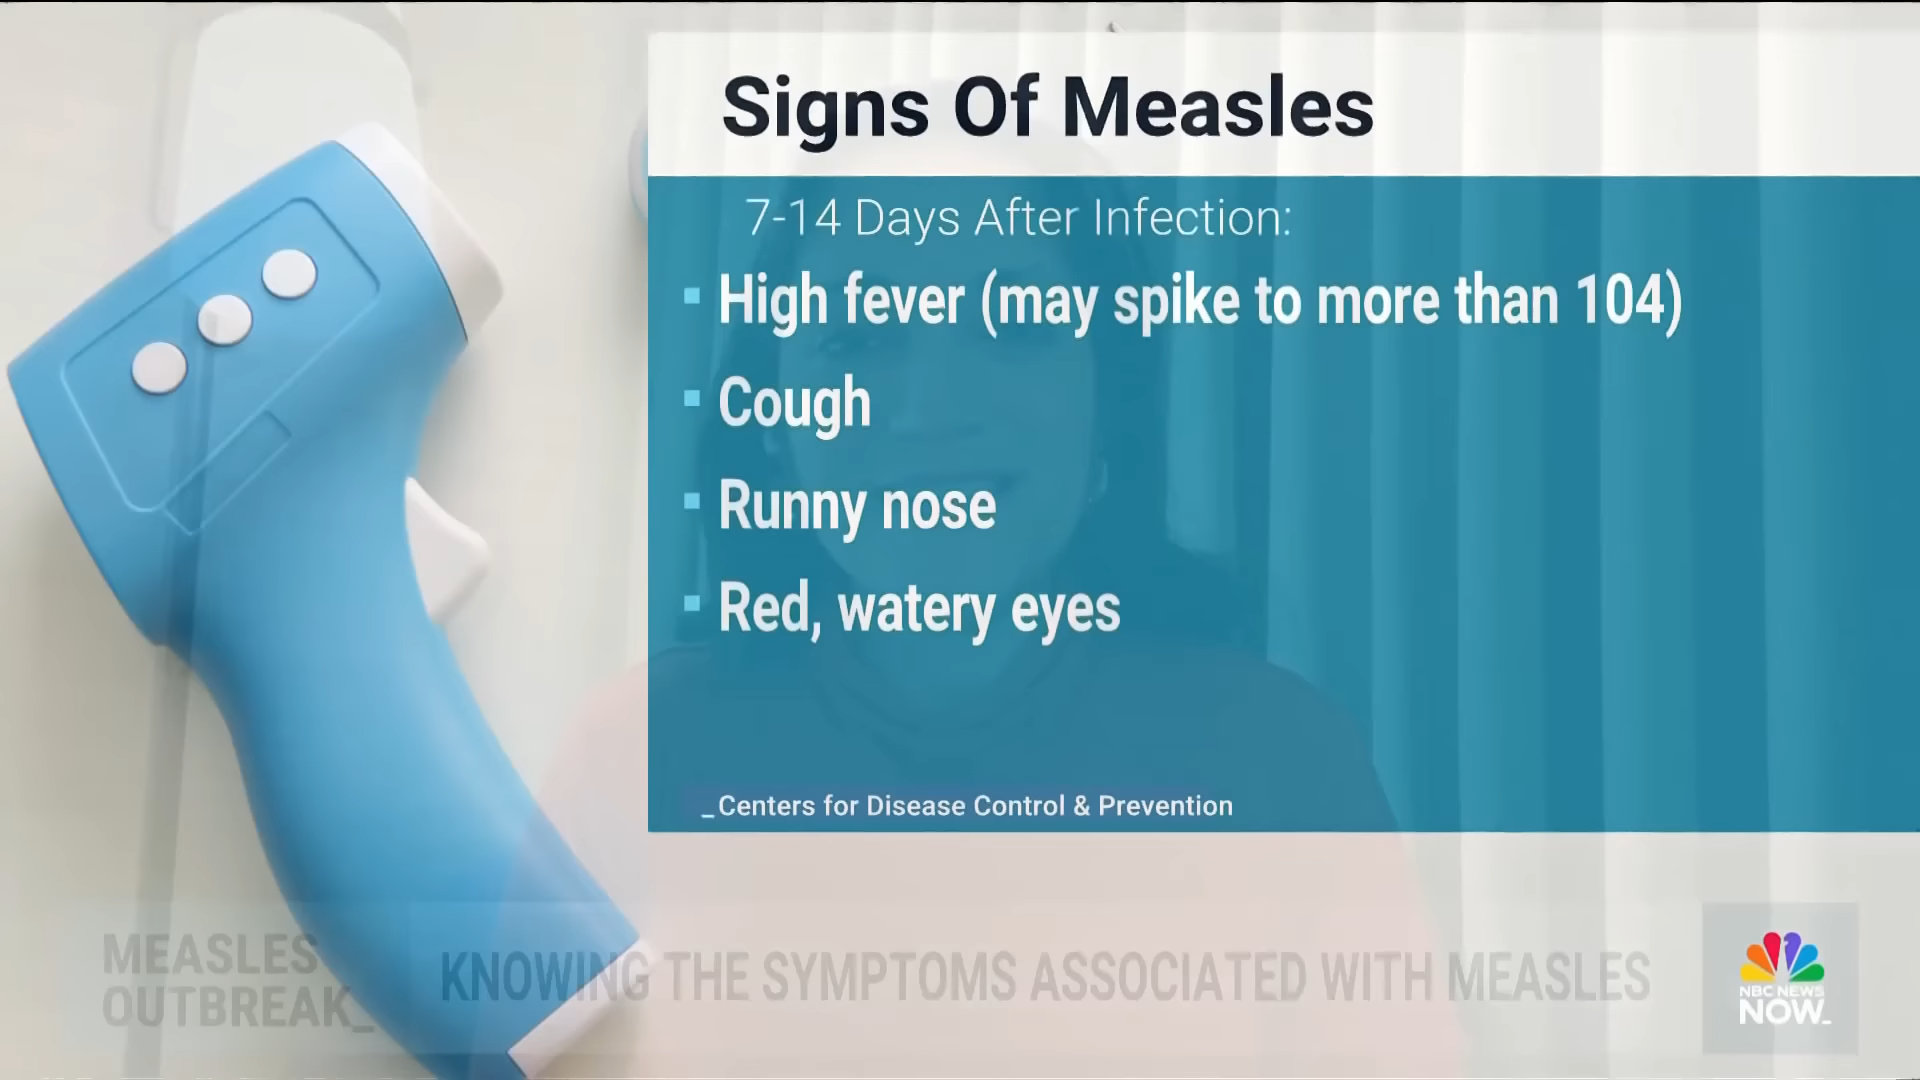 Signs Of Measles
7-14 Days After Infection:
▪ High fever (may spike to more than 104)
▪ Cough
▪ Runny nose
▪ Red, watery eyes
_Centers for Disease Control & Prevention
MEASLES
OUTBREAK_
KNOWING THE SYMPTOMS ASSOCIATED WITH MEASLES
NBC NEWS
NOW_